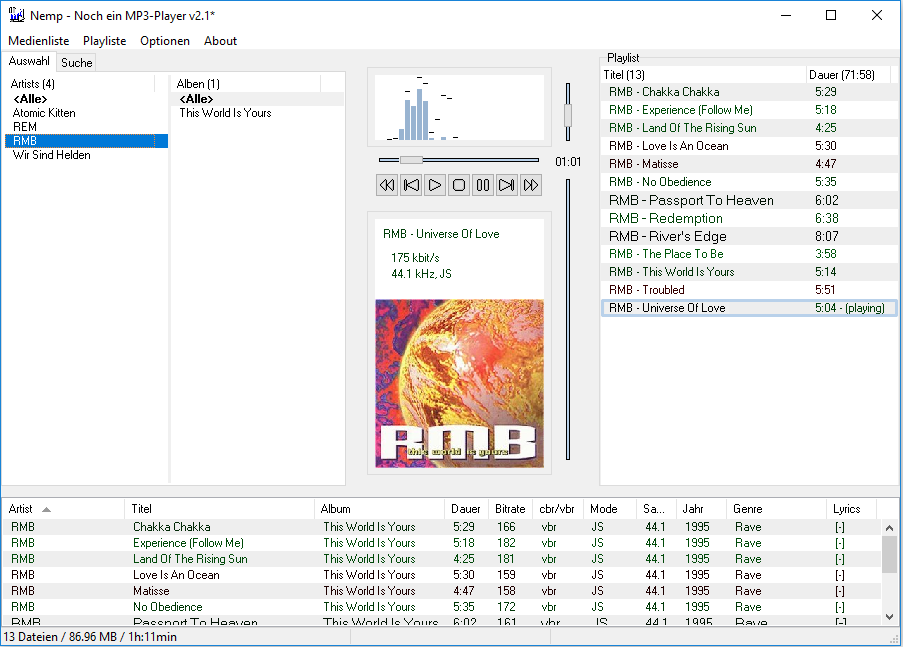 Nemp - Noch ein MP3-Player v2.1*
Medienliste Playliste Optionen About
Auswahl Suche
Artists (4)
<Alle>
Atomic Kitten
REM
RMB
Wir Sind Helden
Alben (1)
<Alle>
This World Is Yours
01:01
RMB - Universe Of Love
175 kbit/s
44.1 kHz, JS
RMB
this world is yours
Playlist
Titel (13) Dauer (71:58)
RMB - Chakka Chakka 5:29
RMB - Experience (Follow Me) 5:18
RMB - Land Of The Rising Sun 4:25
RMB - Love Is An Ocean 5:30
RMB - Matisse 4:47
RMB - No Obedience 5:35
RMB - Passport To Heaven 6:02
RMB - Redemption 6:38
RMB - River's Edge 8:07
RMB - The Place To Be 3:58
RMB - This World Is Yours 5:14
RMB - Troubled 5:51
RMB - Universe Of Love 5:04 - (playing)
Artist Titel Album Dauer Bitrate cbr/vbr Mode Sa... Jahr Genre Lyrics
RMB Chakka Chakka This World Is Yours 5:29 166 vbr JS 44.1 1995 Rave [-]
RMB Experience (Follow Me) This World Is Yours 5:18 182 vbr JS 44.1 1995 Rave [-]
RMB Land Of The Rising Sun This World Is Yours 4:25 181 vbr JS 44.1 1995 Rave [-]
RMB Love Is An Ocean This World Is Yours 5:30 159 vbr JS 44.1 1995 Rave [-]
RMB Matisse This World Is Yours 4:47 158 vbr JS 44.1 1995 Rave [-]
RMB No Obedience This World Is Yours 5:35 172 vbr JS 44.1 1995 Rave [-]
RMB Passport To Heaven This World Is Yours 6:02 161 vbr JS 44.1 1995 Rave [-]
13 Dateien / 86.96 MB / 1h:11min